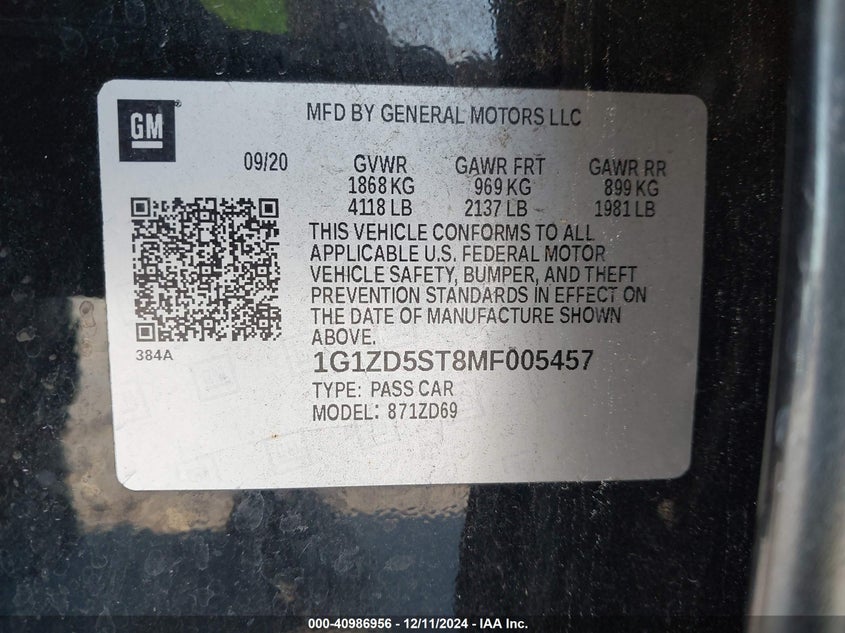 GM®
MFD BY GENERAL MOTORS LLC
09/20 GVWR GAWR FRT GAWR RR
1868 KG 969 KG 899 KG
4118 LB 2137 LB 1981 LB
THIS VEHICLE CONFORMS TO ALL
APPLICABLE U.S. FEDERAL MOTOR
VEHICLE SAFETY, BUMPER, AND THEFT
PREVENTION STANDARDS IN EFFECT ON
THE DATE OF MANUFACTURE SHOWN
ABOVE.
384A
1G1ZD5ST8MF005457
TYPE: PASS CAR
MODEL: 871ZD69
000-40986956 - 12/11/2024 - IAA Inc.